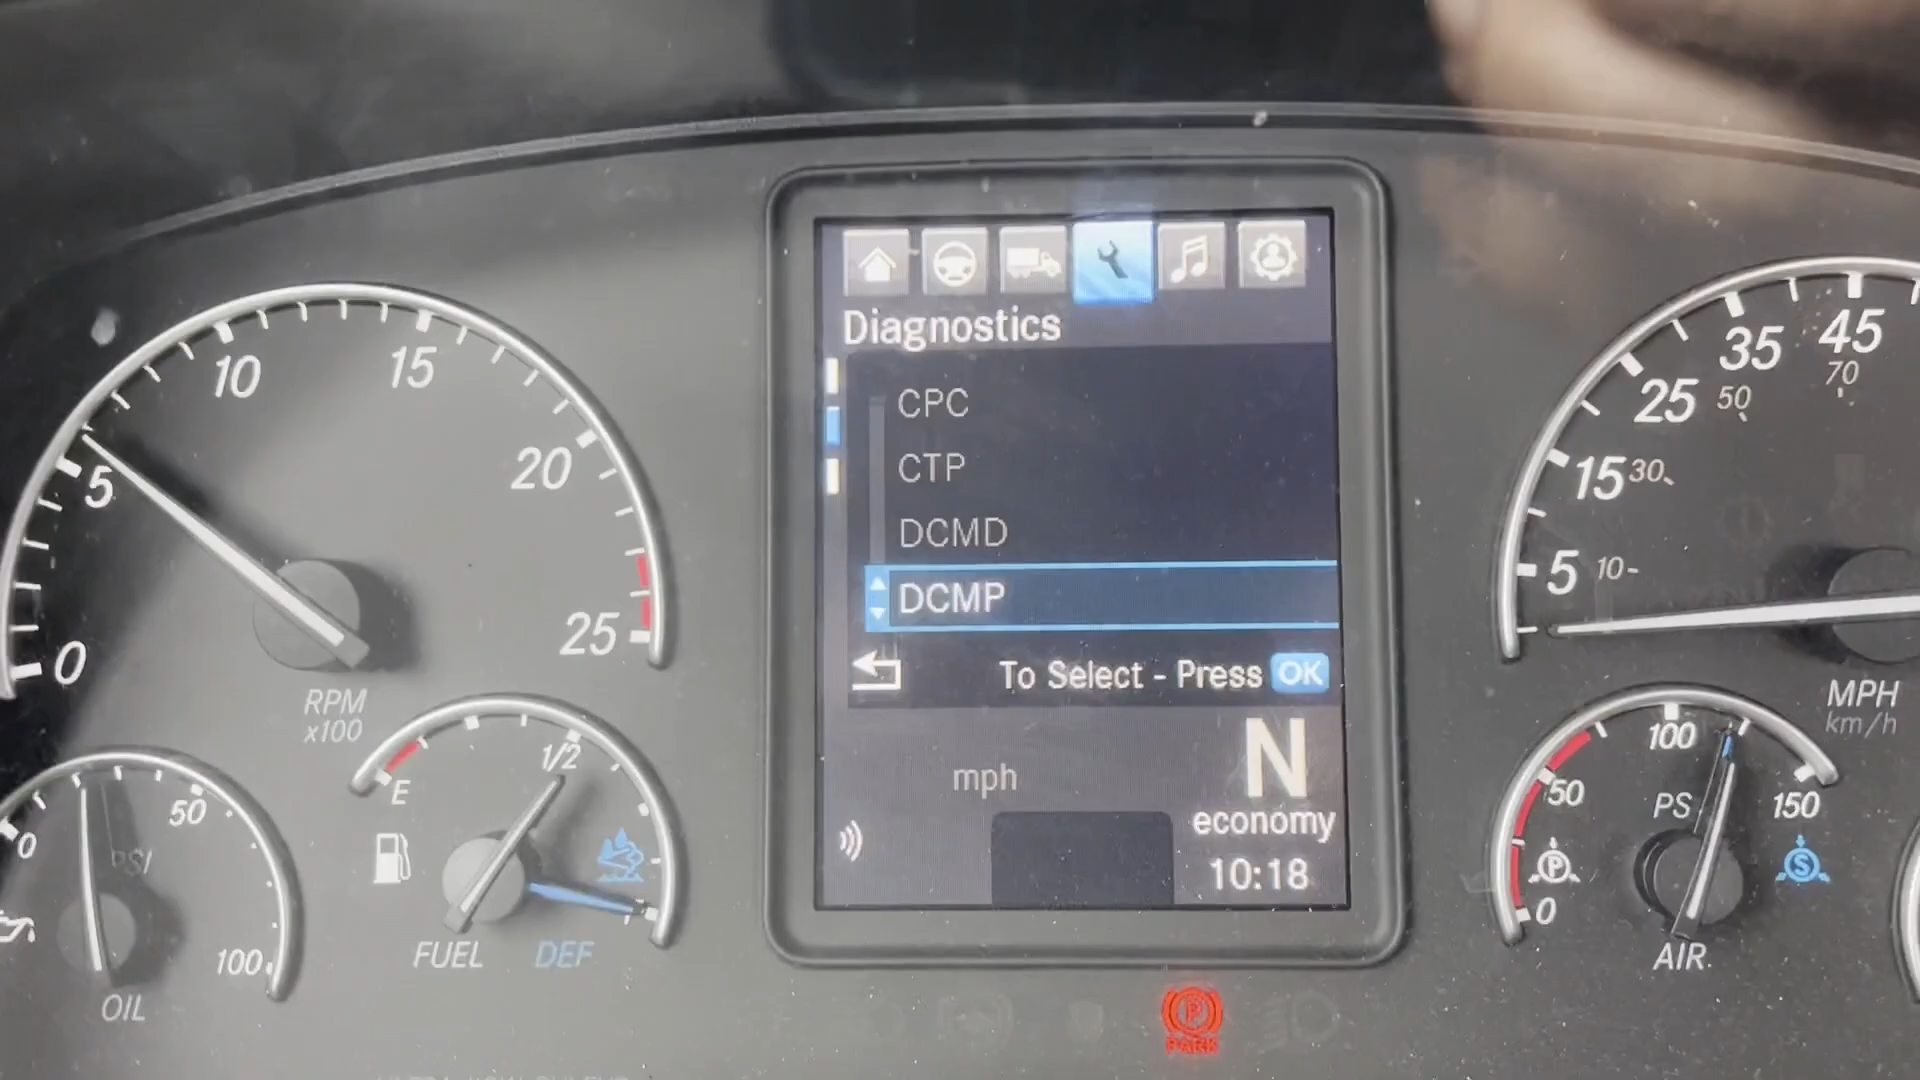 Diagnostics
CPC
CTP
DCMD
DCMP
To Select - Press OK
mph
N
economy
10:18
0
5
10
15
20
25
RPM
x100
E
1/2
FUEL
DEF
0
50
100
PSI
OIL
5
15
25
35
45
10
30
50
70
MPH
km/h
0
50
100
150
PS
P
S
AIR
P
PARK